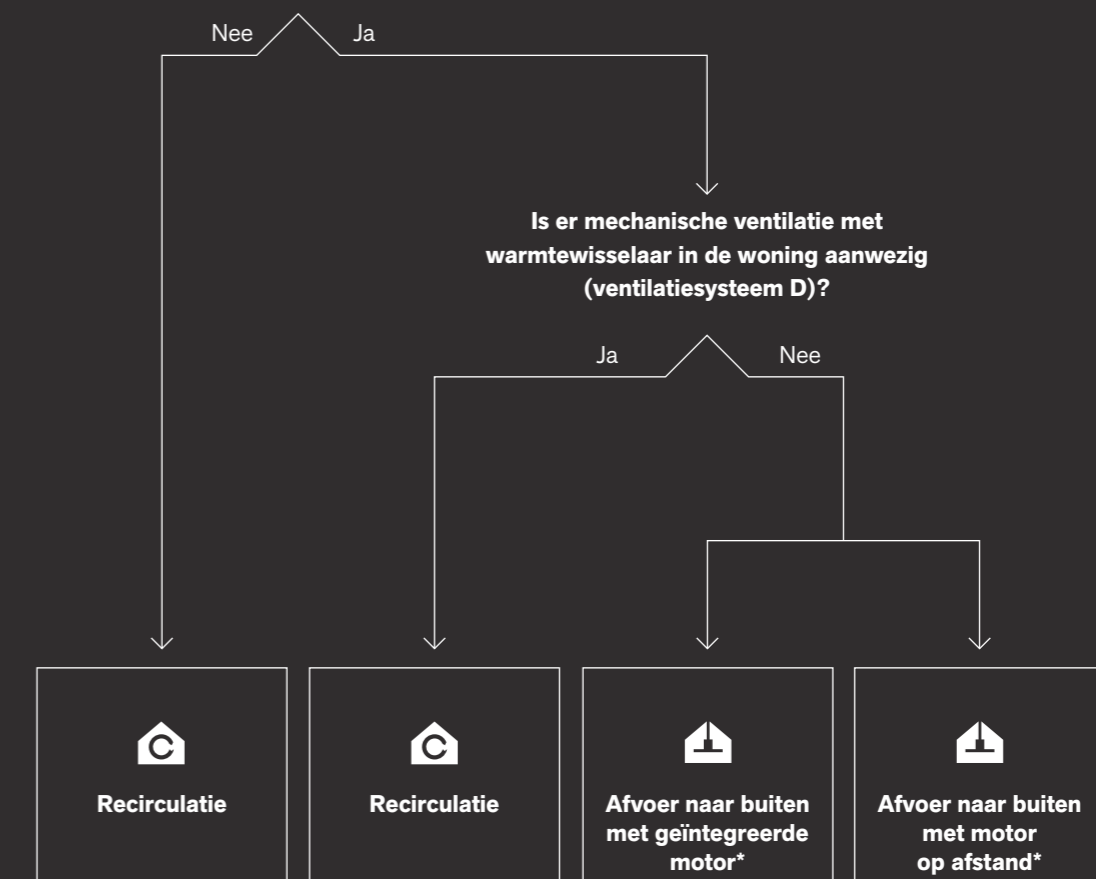 Nee
Ja
Is er mechanische ventilatie met
warmtewisselaar in de woning aanwezig
(ventilatiesysteem D)?
Ja
Nee
Recirculatie
Recirculatie
Afvoer naar buiten
met geïntegreerde
motor*
Afvoer naar buiten
met motor
op afstand*